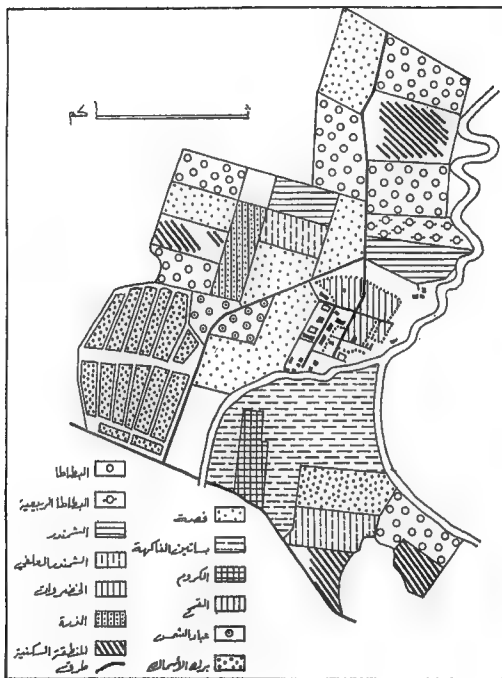 كم
البطاطا
البطاطا الربيعية
الشمندر
الشمندر العلفي
الخضروات
الذرة
المنطقة السكنية
طرق
فصة
بساتين الفاكهة
الكروم
القمح
عباد الشمس
برك الأسماك